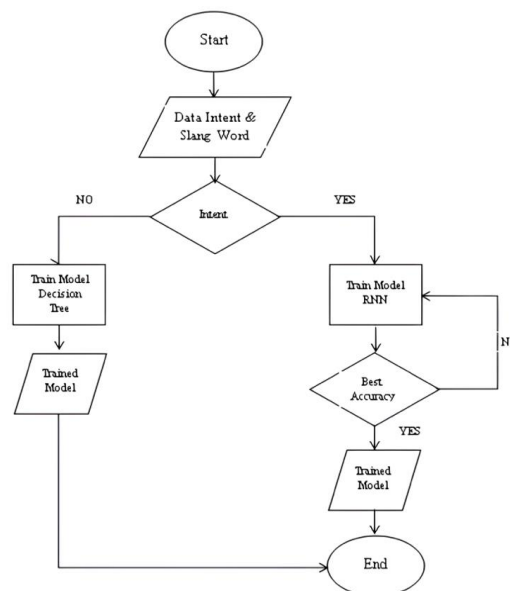 Start
Data Intent &
Slang Word
Intent
NO
YES
Train Model
Decision
Tree
Train Model
RNN
Trained
Model
Best
Accuracy
N
YES
Trained
Model
End